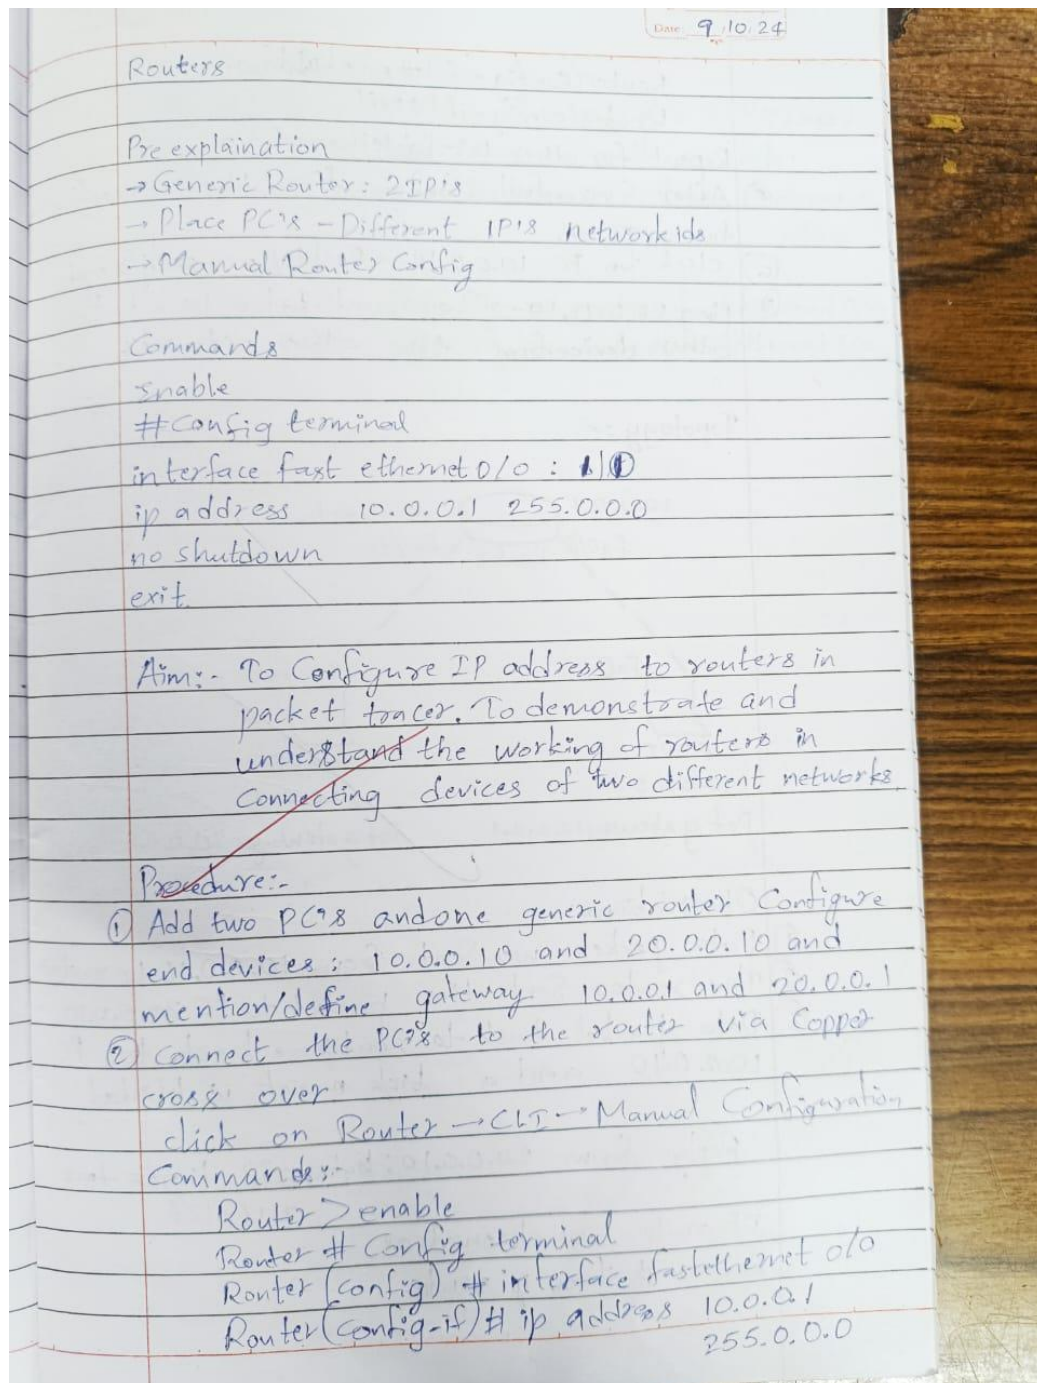 Date: 9.10.24
Routers
Pre explaination
→ Generic Router: 2IP's
→ Place PC's - Different IP's network ids
→ Manual Router Config
Commands
Enable
#Config terminal
interface fast ethernet 0/0 :
ip address 10.0.0.1 255.0.0.0
no shutdown
exit.
Aim:- To Configure IP address to routers in
packet tracer. To demonstrate and
understand the working of routers in
Connecting devices of two different networks
Procedure:-
① Add two PC's and one generic router Configure
end devices: 10.0.0.10 and 20.0.0.10 and
mention/define gateway 10.0.0.1 and 20.0.0.1
② Connect the PC's to the router via Copper
cross over
click on Router → CLI → Manual Configuration
Commands:-
Router > enable
Router # Config terminal
Router (config) # interface fastethernet 0/0
Router (config-if) # ip address 10.0.0.1
255.0.0.0